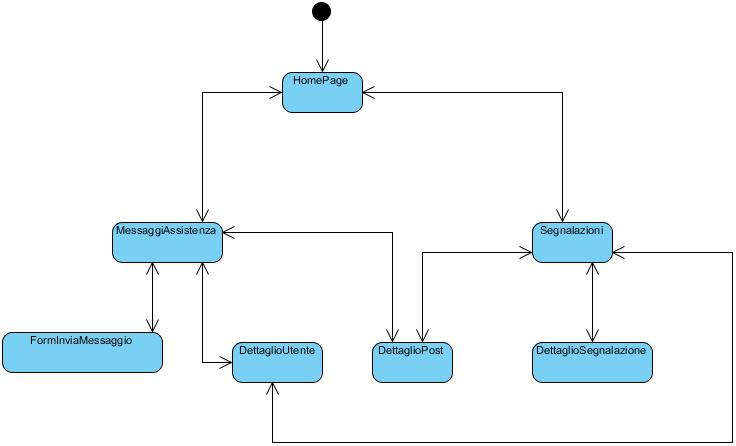 HomePage
MessaggiAssistenza
Segnalazioni
FormInviaMessaggio
DettaglioUtente
DettaglioPost
DettaglioSegnalazione